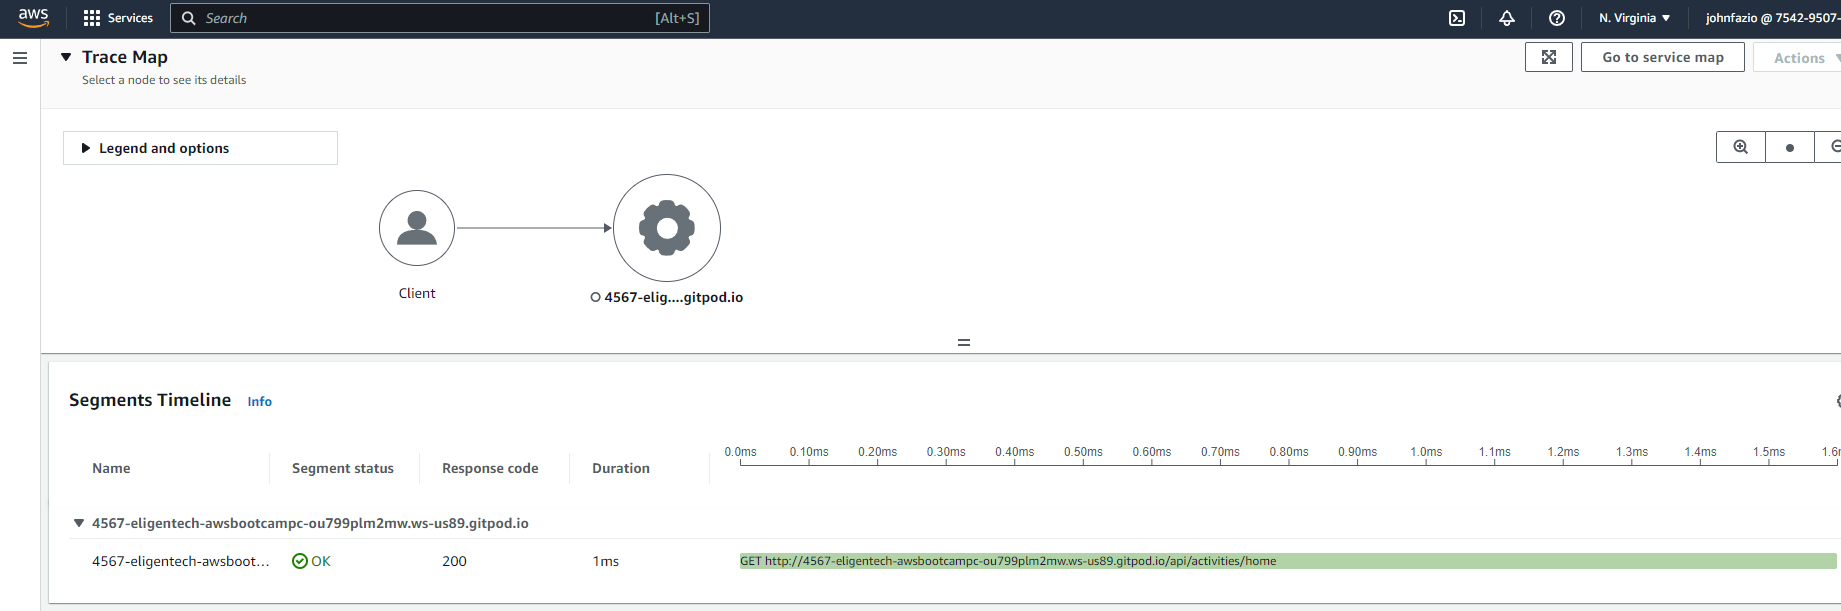 aws Services Search [Alt+S] N. Virginia johnfazio @ 7542-9507-
Trace Map
Go to service map
Actions
Select a node to see its details
Legend and options
Client
4567-elig....gitpod.io
Segments Timeline Info
0.0ms 0.10ms 0.20ms 0.30ms 0.40ms 0.50ms 0.60ms 0.70ms 0.80ms 0.90ms 1.0ms 1.1ms 1.2ms 1.3ms 1.4ms 1.5ms
Name Segment status Response code Duration
4567-eligentech-awsbootcampc-ou799plm2mw.ws-us89.gitpod.io
4567-eligentech-awsboot... OK 200 1ms GET http://4567-eligentech-awsbootcampc-ou799plm2mw.ws-us89.gitpod.io/api/activities/home